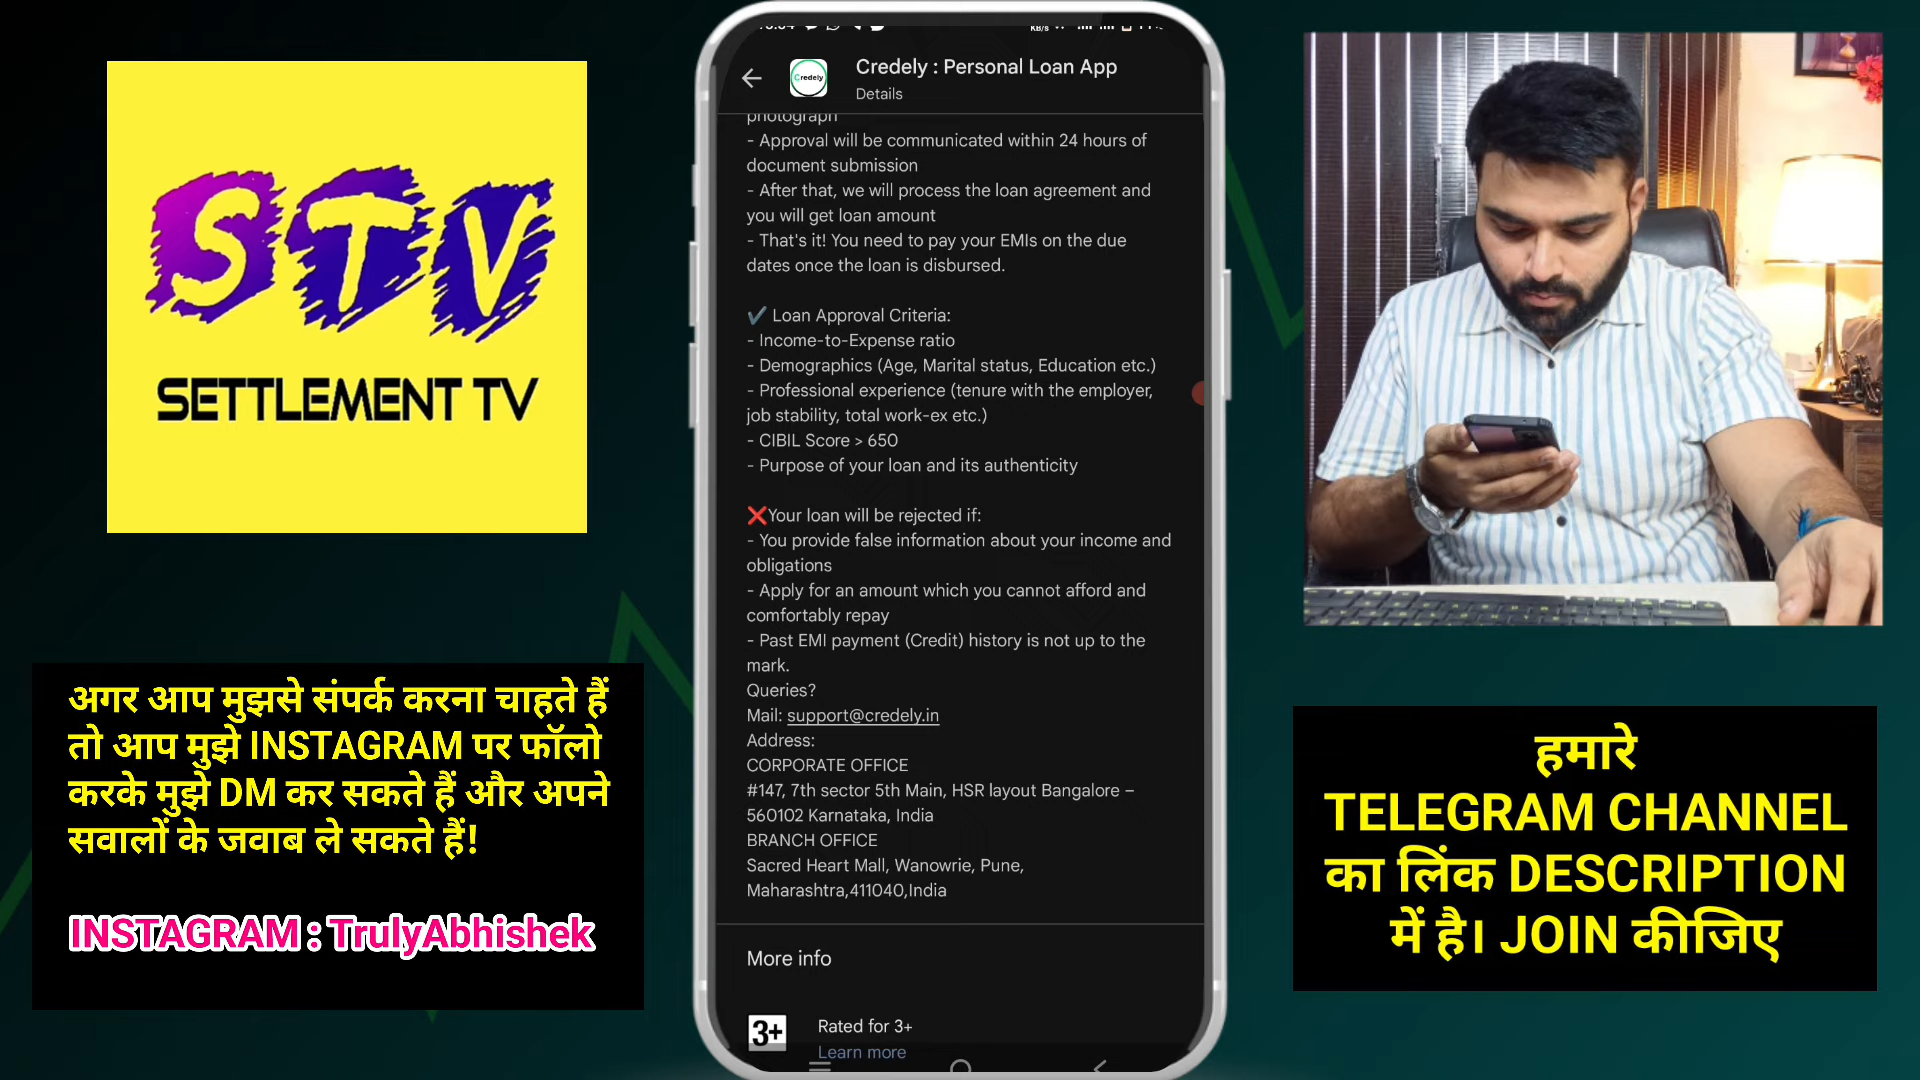 STV
SETTLEMENT TV
अगर आप मुझसे संपर्क करना चाहते हैं
तो आप मुझे INSTAGRAM पर फॉलो
करके मुझे DM कर सकते हैं और अपने
सवालों के जवाब ले सकते हैं!
INSTAGRAM : TrulyAbhishek
KB/s
Credely
Credely : Personal Loan App
Details
photograph
- Approval will be communicated within 24 hours of
document submission
- After that, we will process the loan agreement and
you will get loan amount
- That's it! You need to pay your EMIs on the due
dates once the loan is disbursed.
✔ Loan Approval Criteria:
- Income-to-Expense ratio
- Demographics (Age, Marital status, Education etc.)
- Professional experience (tenure with the employer,
job stability, total work-ex etc.)
- CIBIL Score > 650
- Purpose of your loan and its authenticity
❌Your loan will be rejected if:
- You provide false information about your income and
obligations
- Apply for an amount which you cannot afford and
comfortably repay
- Past EMI payment (Credit) history is not up to the
mark.
Queries?
Mail: support@credely.in
Address:
CORPORATE OFFICE
#147, 7th sector 5th Main, HSR layout Bangalore –
560102 Karnataka, India
BRANCH OFFICE
Sacred Heart Mall, Wanowrie, Pune,
Maharashtra,411040,India
More info
3+
Rated for 3+
Learn more
हमारे
TELEGRAM CHANNEL
का लिंक DESCRIPTION
में है। JOIN कीजिए